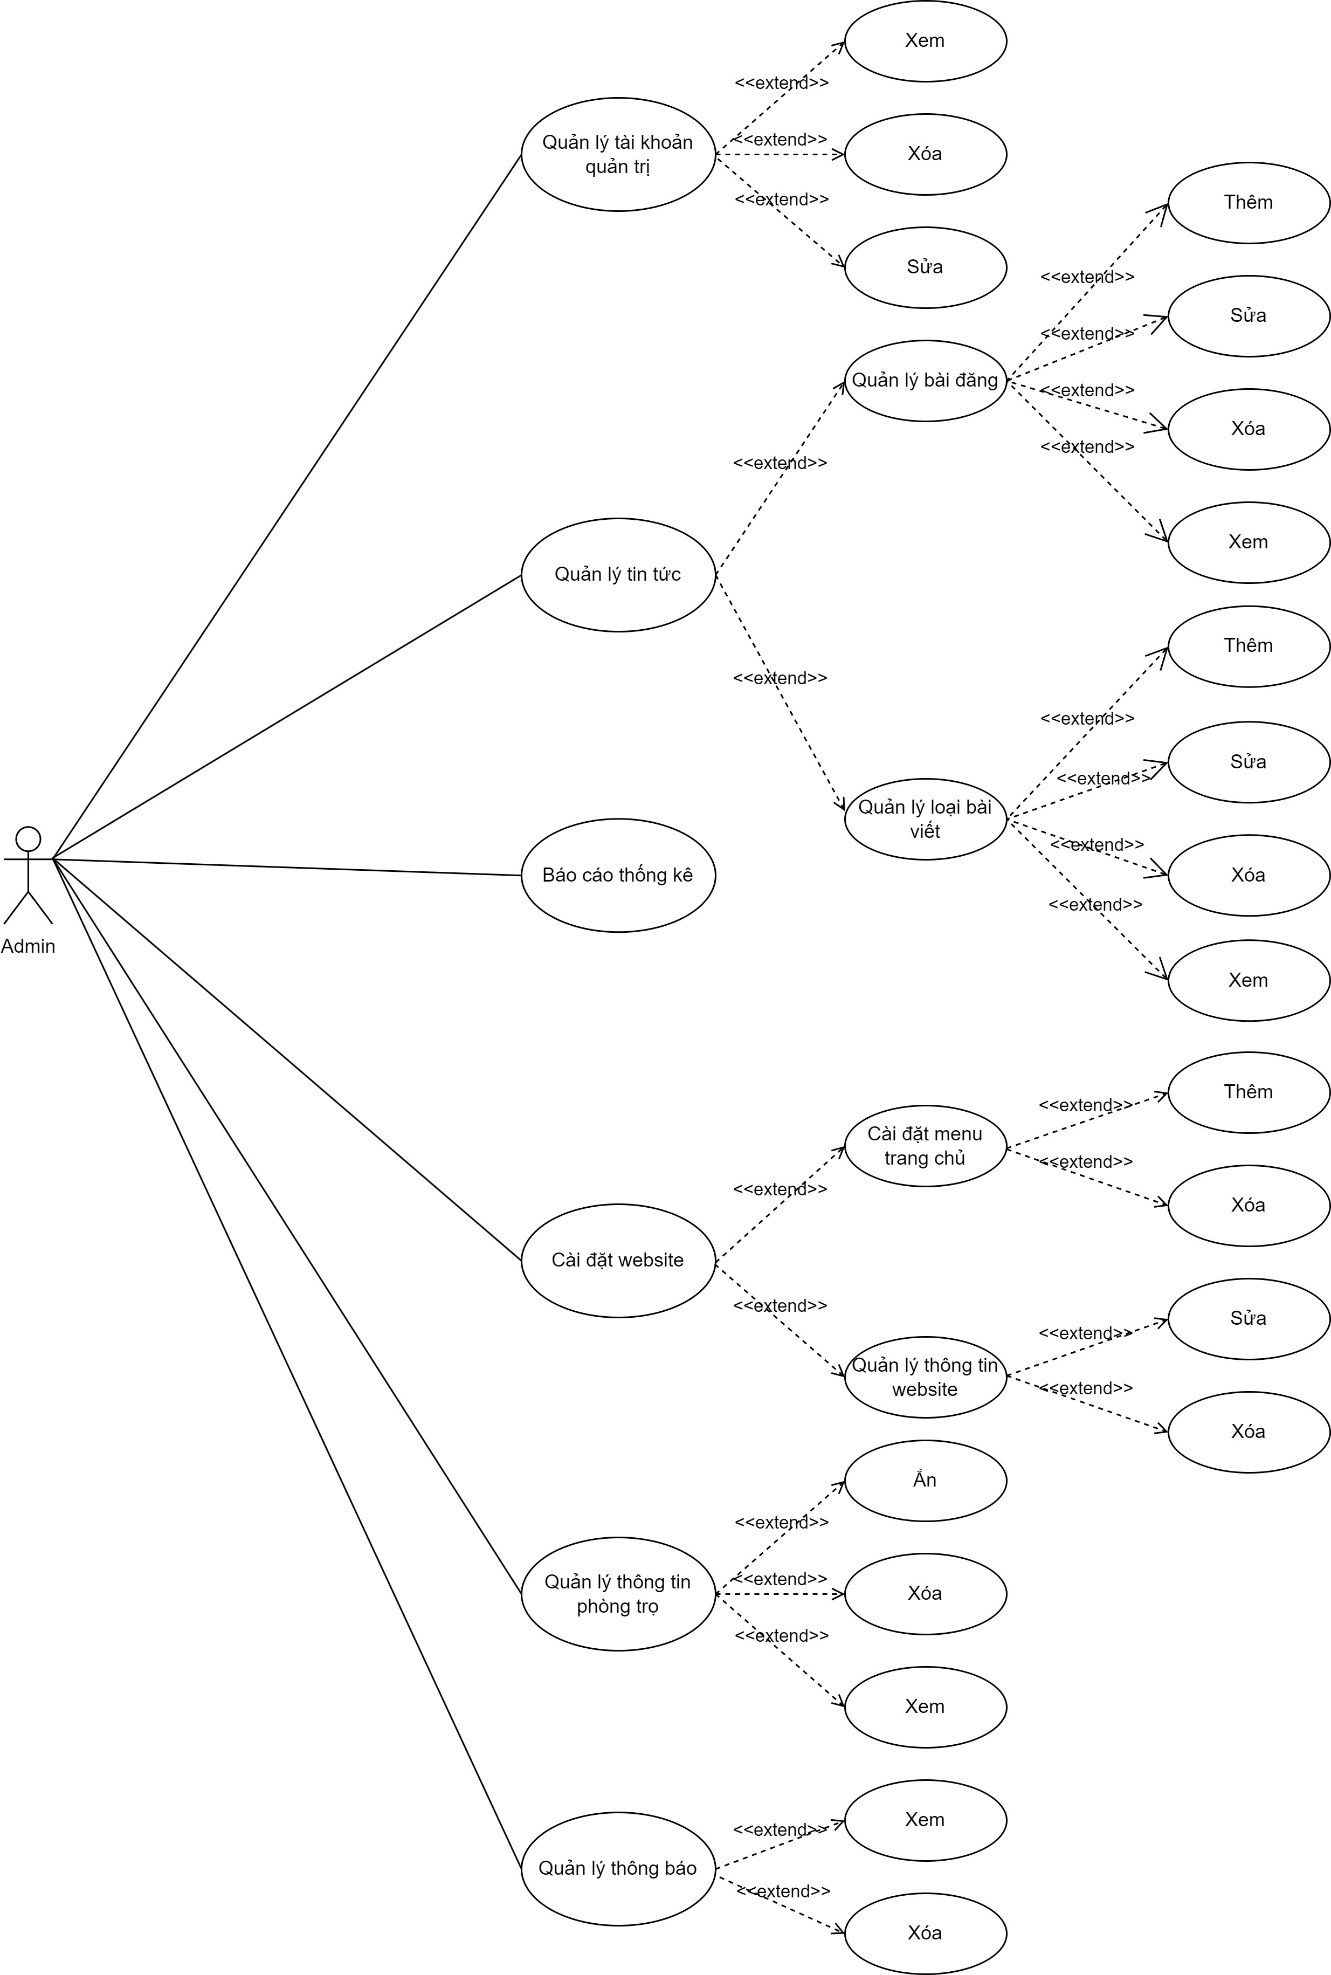 Xem
<<extend>>
Quản lý tài khoản
quản trị
<<extend>>
Xóa
<<extend>>
Sửa
Thêm
<<extend>>
Sửa
<<extend>>
Quản lý bài đăng
<<extend>>
Xóa
<<extend>>
Xem
<<extend>>
Quản lý tin tức
<<extend>>
Thêm
<<extend>>
Sửa
<<extend>>
Quản lý loại bài
viết
<<extend>>
Xóa
<<extend>>
Xem
Báo cáo thống kê
Admin
Thêm
<<extend>>
Cài đặt menu
trang chủ
<<extend>>
Xóa
<<extend>>
Cài đặt website
<<extend>>
Sửa
<<extend>>
Quản lý thông tin
website
<<extend>>
Xóa
Ẩn
<<extend>>
Quản lý thông tin
phòng trọ
<<extend>>
Xóa
<<extend>>
Xem
Xem
<<extend>>
Quản lý thông báo
<<extend>>
Xóa